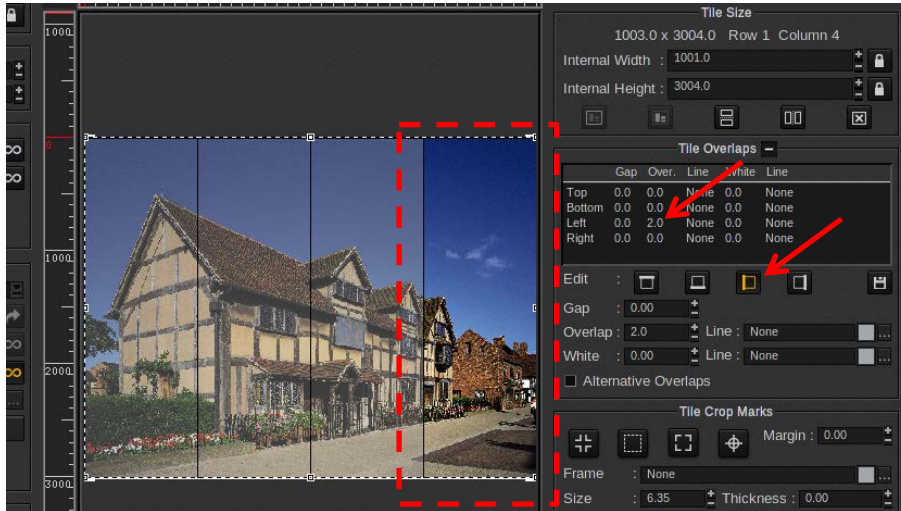 Tile Size
1003.0 x 3004.0 Row 1 Column 4
Internal Width : 1001.0
Internal Height : 3004.0
Tile Overlaps
Gap Over. Line White Line
Top 0.0 0.0 None 0.0 None
Bottom 0.0 0.0 None 0.0 None
Left 0.0 2.0 None 0.0 None
Right 0.0 0.0 None 0.0 None
Edit :
Gap : 0.00
Overlap : 2.0 Line : None ...
White : 0.00 Line : None ...
Alternative Overlaps
Tile Crop Marks
Margin : 0.00
Frame : None ...
Size : 6.35 Thickness : 0.00
1000
0
1000
2000
3000